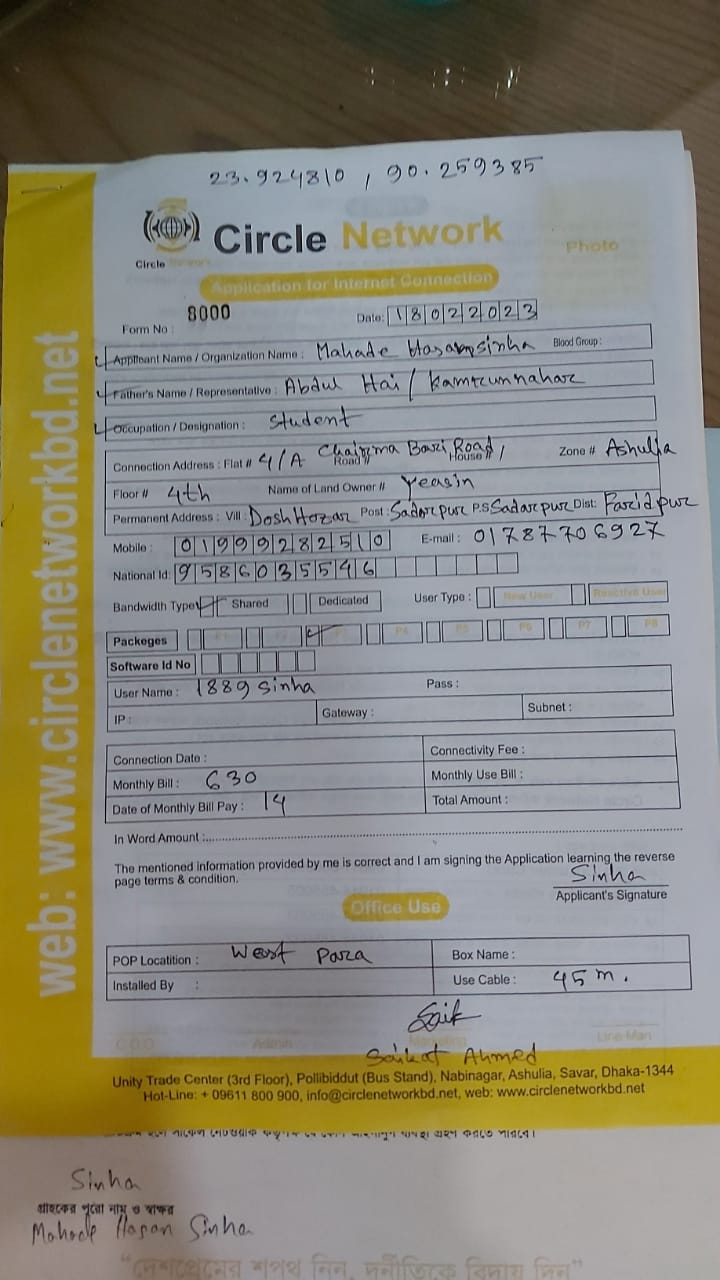 23.924810 , 90.259385
Circle Network
Circle Network
Photo
Application for Internet Connection
Form No : 8000 Date: 18022023
Applicant Name / Organization Name : Mahade Hasan sinha Blood Group :
Father's Name / Representative : Abdul Hai / kamrunnahar
Occupation / Designation : student
Connection Address : Flat # 4/A Road # Bari Road / House # Zone # Ashulia
Floor # 4th Name of Land Owner # Yeasin
Permanent Address : Vill : Post : Sadarpur P.S Sadarpur Dist: Faridpur
Mobile : 01999282510 E-mail : 01787706927
National Id: 9586035546
Bandwidth Type Shared Dedicated User Type : New User Reactive User
Packeges P1 P2 P4 P5 P6 P7 P8
Software Id No
User Name : 1889 sinha Pass :
IP : Gateway : Subnet :
Connection Date : Connectivity Fee :
Monthly Bill : 630 Monthly Use Bill :
Date of Monthly Bill Pay : 14 Total Amount :
In Word Amount :
The mentioned information provided by me is correct and I am signing the Application learning the reverse
page terms & condition.
Sinha
Applicant's Signature
Office Use
POP Locatition : West Para Box Name :
Installed By : Use Cable : 45 m.
Saik
C.O.O Admin Marketing Line Man
Saikat Ahmed
Unity Trade Center (3rd Floor), Pollibiddut (Bus Stand), Nabinagar, Ashulia, Savar, Dhaka-1344
Hot-Line: + 09611 800 900, info@circlenetworkbd.net, web: www.circlenetworkbd.net
web: www.circlenetworkbd.net
Sinha
গ্রাহকের পুরো নাম ও স্বাক্ষর
Mahade Hasan Sinha
"দেশপ্রেমের শপথ নিন, দুর্নীতিকে বিদায় দিন"